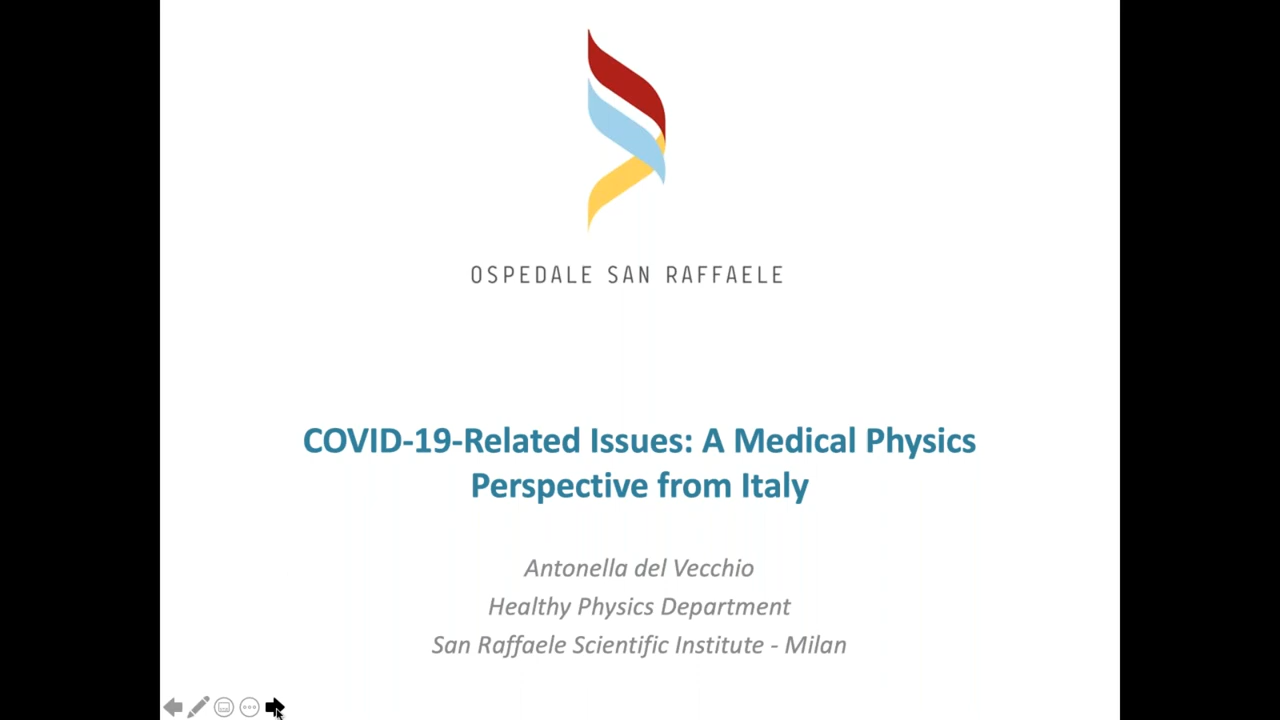 OSPEDALE SAN RAFFAELE
COVID-19-Related Issues: A Medical Physics
Perspective from Italy
Antonella del Vecchio
Healthy Physics Department
San Raffaele Scientific Institute - Milan